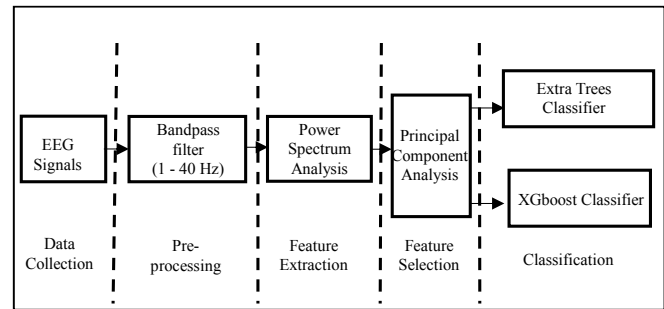 EEG
Signals
Bandpass
filter
(1 - 40 Hz)
Power
Spectrum
Analysis
Principal
Component
Analysis
Extra Trees
Classifier
XGboost Classifier
Data
Collection
Pre-
processing
Feature
Extraction
Feature
Selection
Classification